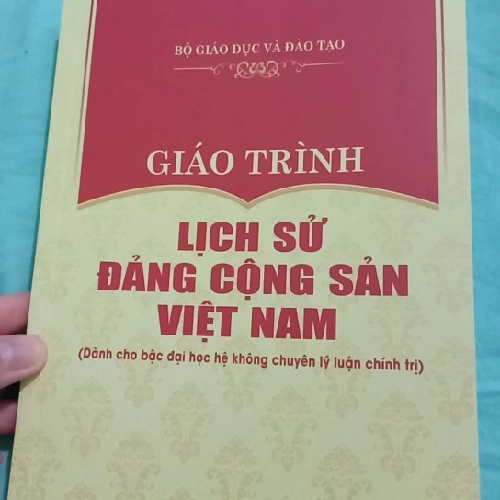 BỘ GIÁO DỤC VÀ ĐÀO TẠO
GIÁO TRÌNH
LỊCH SỬ
ĐẢNG CỘNG SẢN
VIỆT NAM
(Dành cho bậc đại học hệ không chuyên lý luận chính trị)